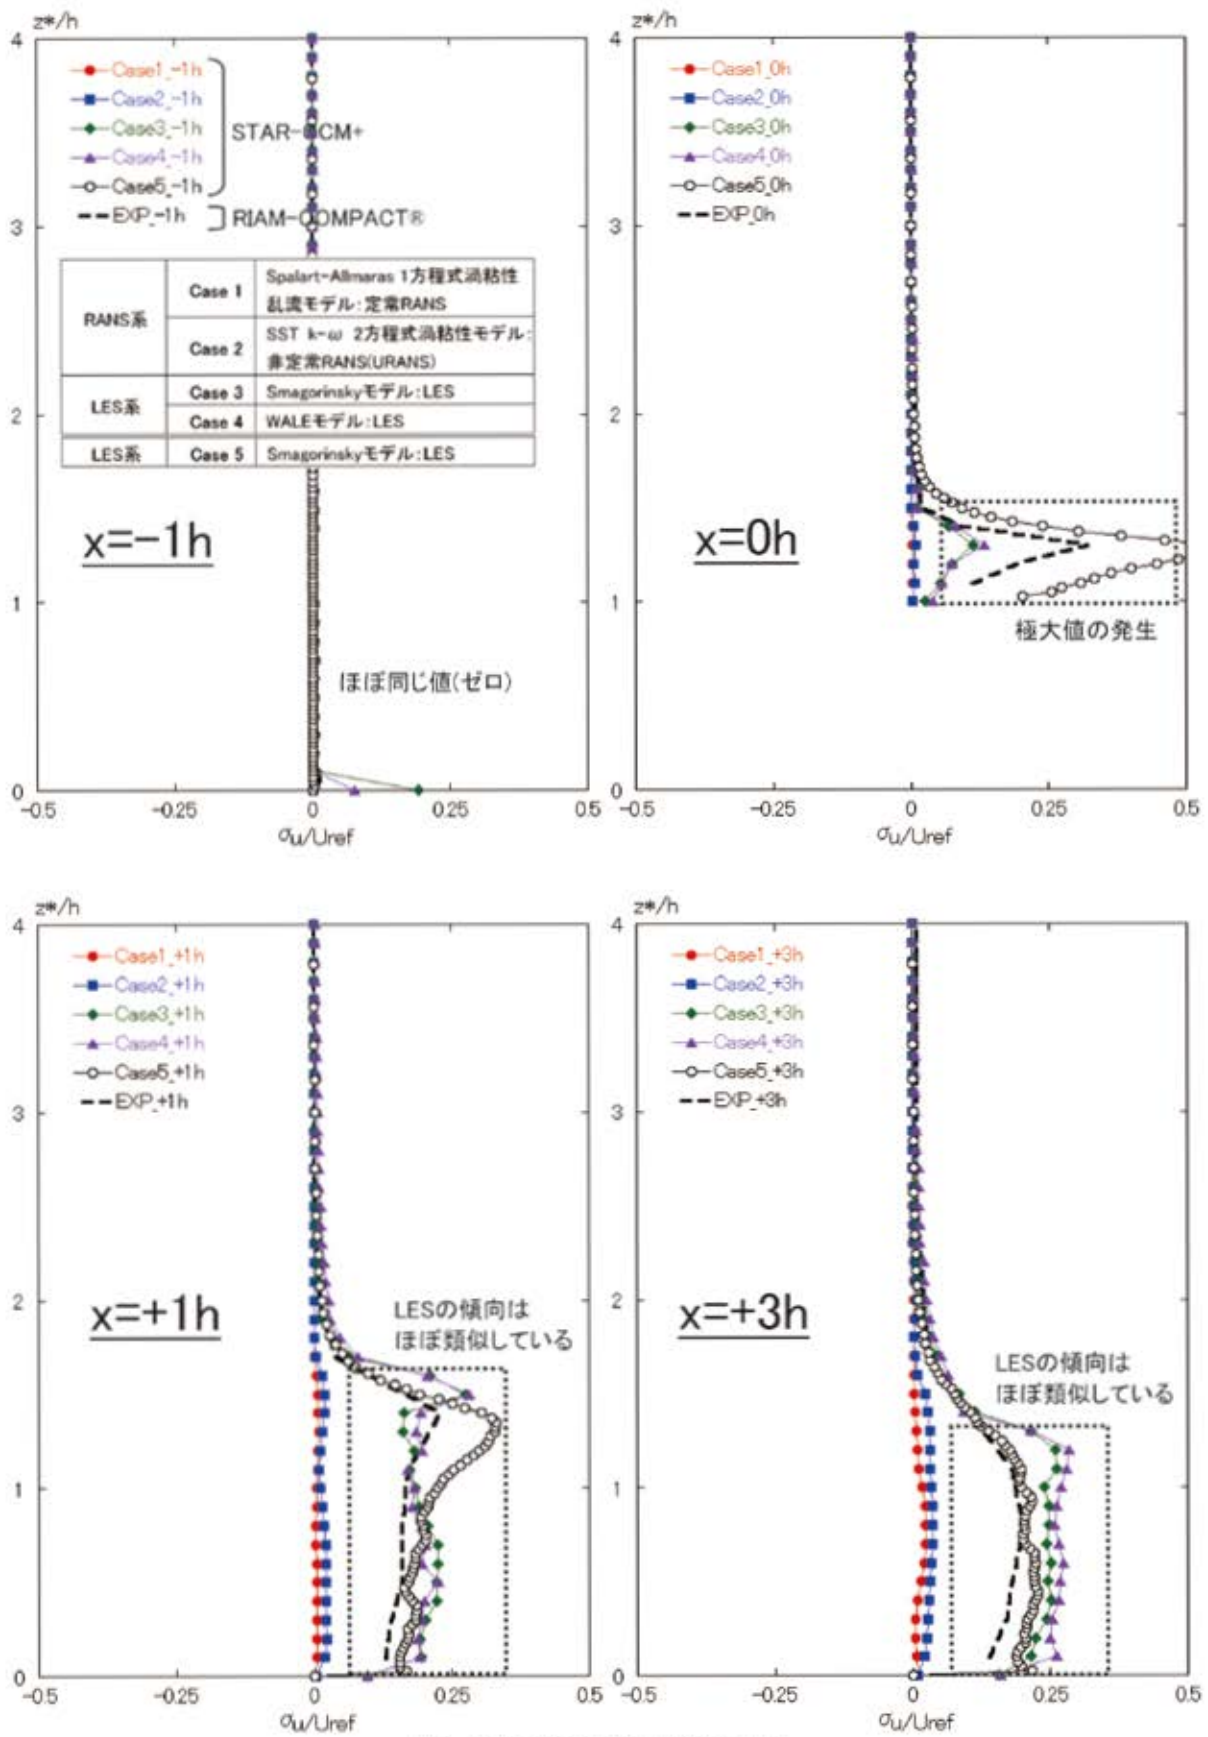 z*/h
4
Case1_-1h
Case2_-1h
Case3_-1h
Case4_-1h
Case5_-1h
EXP_-1h
STAR-CCM+
RIAM-COMPACT®
3
RANS系
Case 1
Spalart-Allmaras 1方程式渦粘性
乱流モデル:定常RANS
Case 2
SST k-ω 2方程式渦粘性モデル:
非定常RANS(URANS)
LES系
Case 3
Smagorinskyモデル:LES
Case 4
WALEモデル:LES
LES系
Case 5
Smagorinskyモデル:LES
2
x=-1h
1
ほぼ同じ値(ゼロ)
0
-0.5
-0.25
0
0.25
0.5
σu/Uref
z*/h
4
Case1_0h
Case2_0h
Case3_0h
Case4_0h
Case5_0h
EXP_0h
3
2
x=0h
1
極大値の発生
0
-0.5
-0.25
0
0.25
0.5
σu/Uref
z*/h
4
Case1_+1h
Case2_+1h
Case3_+1h
Case4_+1h
Case5_+1h
EXP_+1h
3
2
x=+1h
LESの傾向は
ほぼ類似している
1
0
-0.5
-0.25
0
0.25
0.5
σu/Uref
z*/h
4
Case1_+3h
Case2_+3h
Case3_+3h
Case4_+3h
Case5_+3h
EXP_+3h
3
2
x=+3h
LESの傾向は
ほぼ類似している
1
0
-0.5
-0.25
0
0.25
0.5
σu/Uref